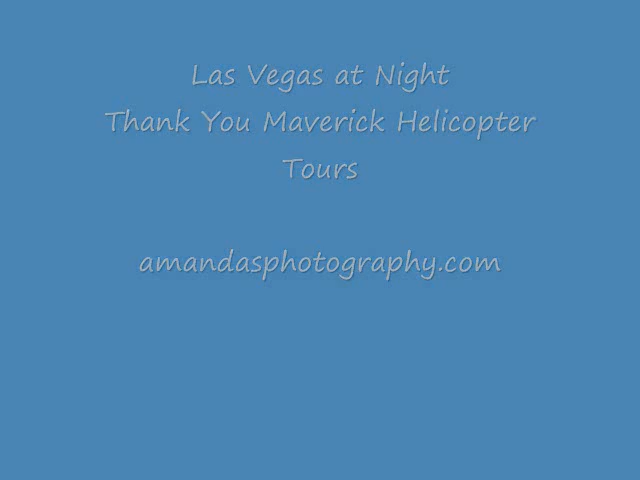 Las Vegas at Night
Thank You Maverick Helicopter
Tours
amandasphotography.com